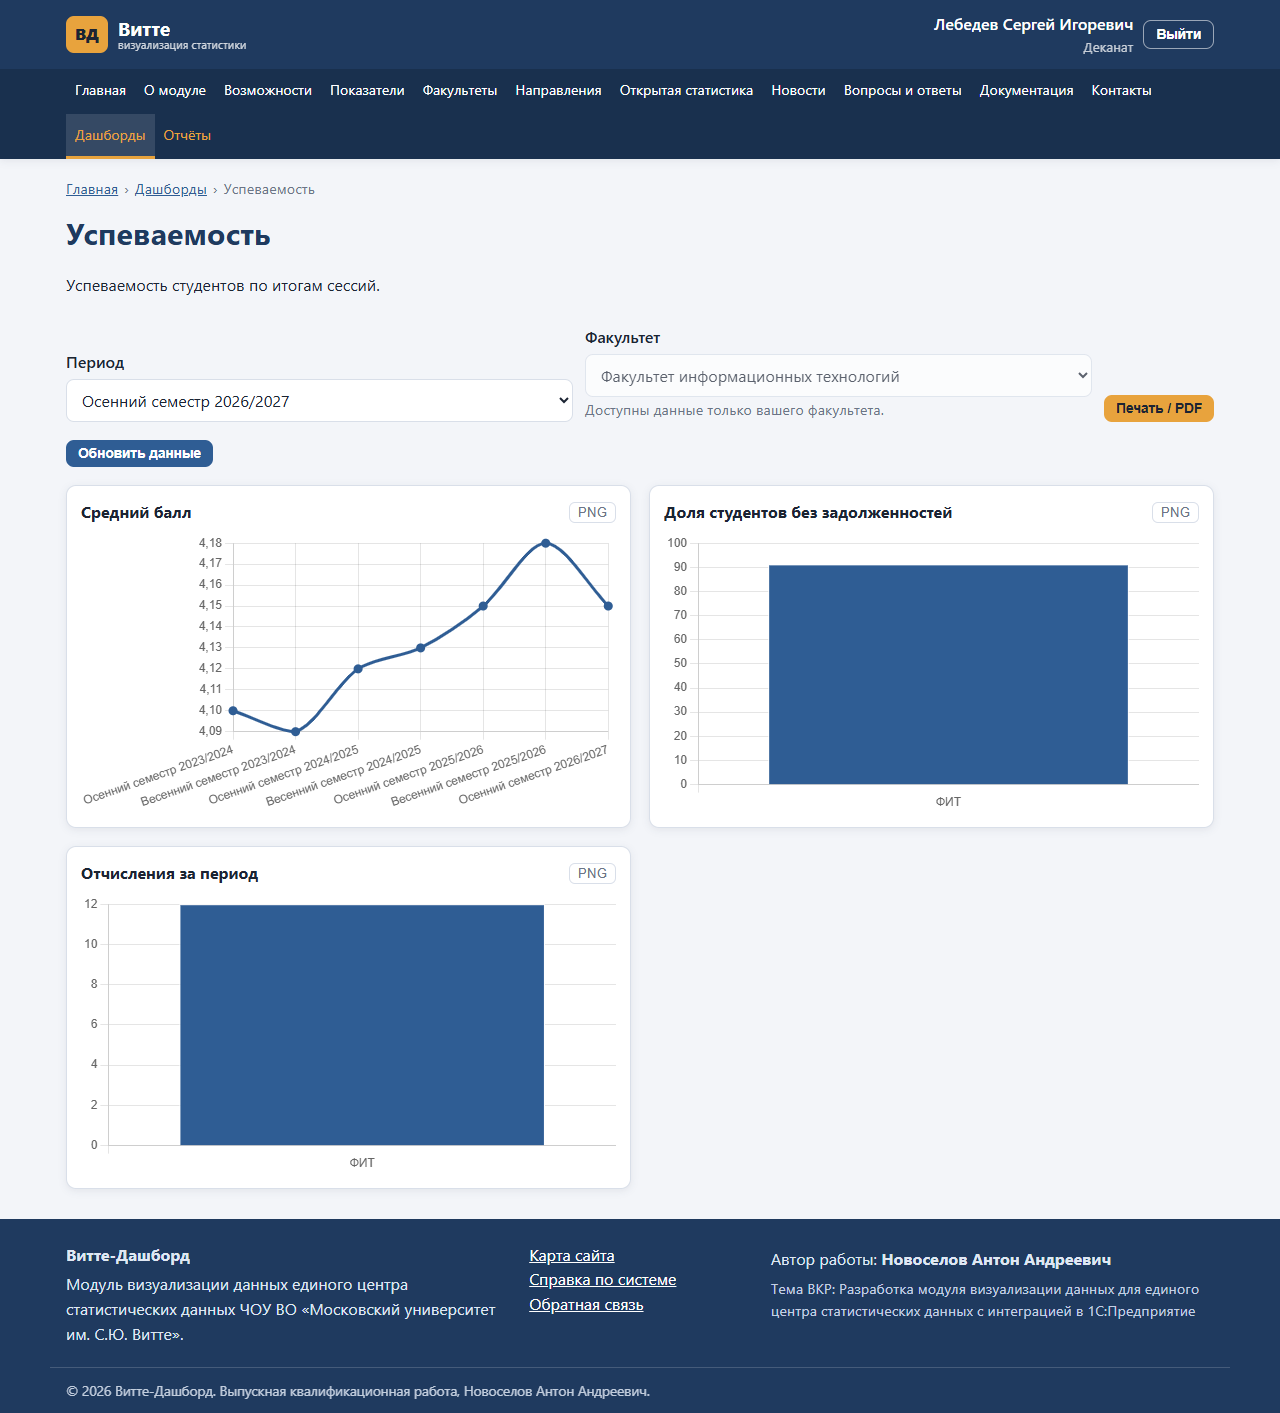 ВД
Витте
визуализация статистики
Лебедев Сергей Игоревич
Деканат
Выйти
Главная О модуле Возможности Показатели Факультеты Направления Открытая статистика Новости Вопросы и ответы Документация Контакты
Дашборды Отчёты
Главная › Дашборды › Успеваемость
Успеваемость
Успеваемость студентов по итогам сессий.
Период
Осенний семестр 2026/2027
Факультет
Факультет информационных технологий
Доступны данные только вашего факультета.
Печать / PDF
Обновить данные
Средний балл
PNG
4,18
4,17
4,16
4,15
4,14
4,13
4,12
4,11
4,10
4,09
Осенний семестр 2023/2024
Весенний семестр 2023/2024
Осенний семестр 2024/2025
Весенний семестр 2024/2025
Осенний семестр 2025/2026
Весенний семестр 2025/2026
Осенний семестр 2026/2027
Доля студентов без задолженностей
PNG
100
90
80
70
60
50
40
30
20
10
0
ФИТ
Отчисления за период
PNG
12
10
8
6
4
2
0
ФИТ
Витте-Дашборд
Модуль визуализации данных единого центра
статистических данных ЧОУ ВО «Московский университет
им. С.Ю. Витте».
Карта сайта
Справка по системе
Обратная связь
Автор работы: Новоселов Антон Андреевич
Тема ВКР: Разработка модуля визуализации данных для единого
центра статистических данных с интеграцией в 1С:Предприятие
© 2026 Витте-Дашборд. Выпускная квалификационная работа, Новоселов Антон Андреевич.